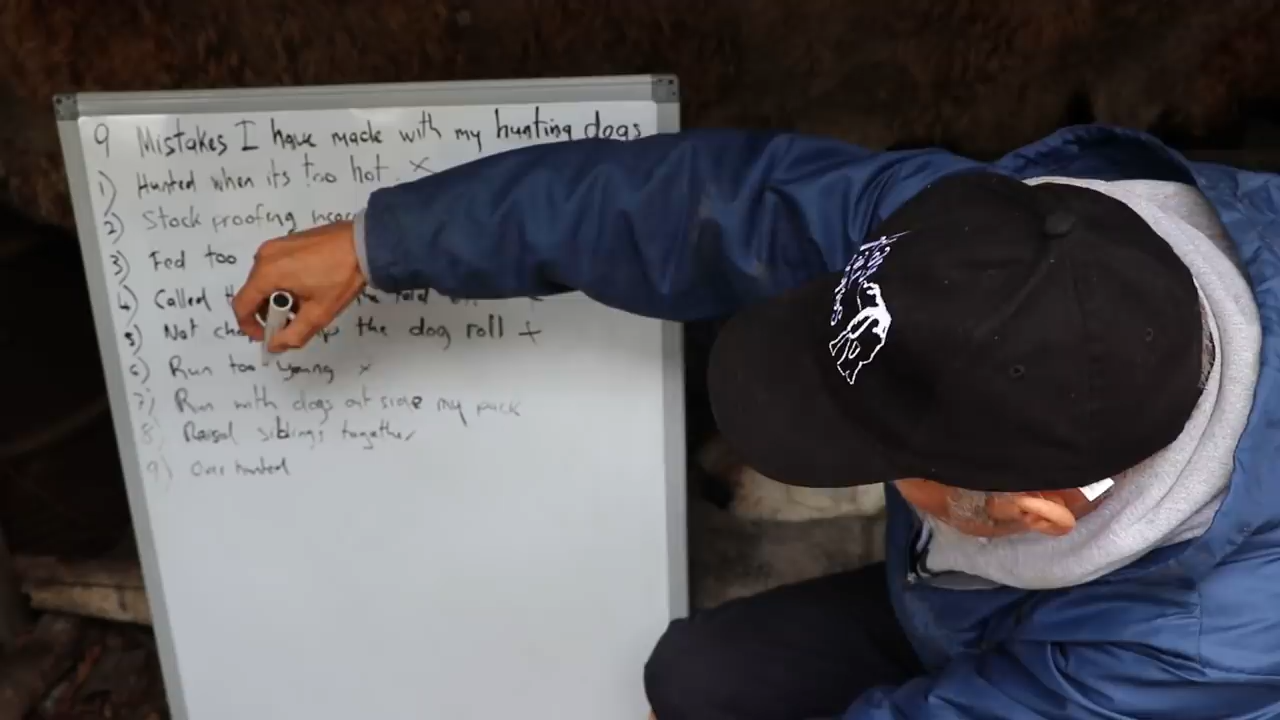 9 Mistakes I have made with my hunting dogs
1) Hunted when its too hot. x
2) Stock proofing
3) Fed too
4) Called
5) Not the dog roll +
6) Run too young x
7) Run with dogs at side my pack
8) Raised siblings together
9) Over hunted